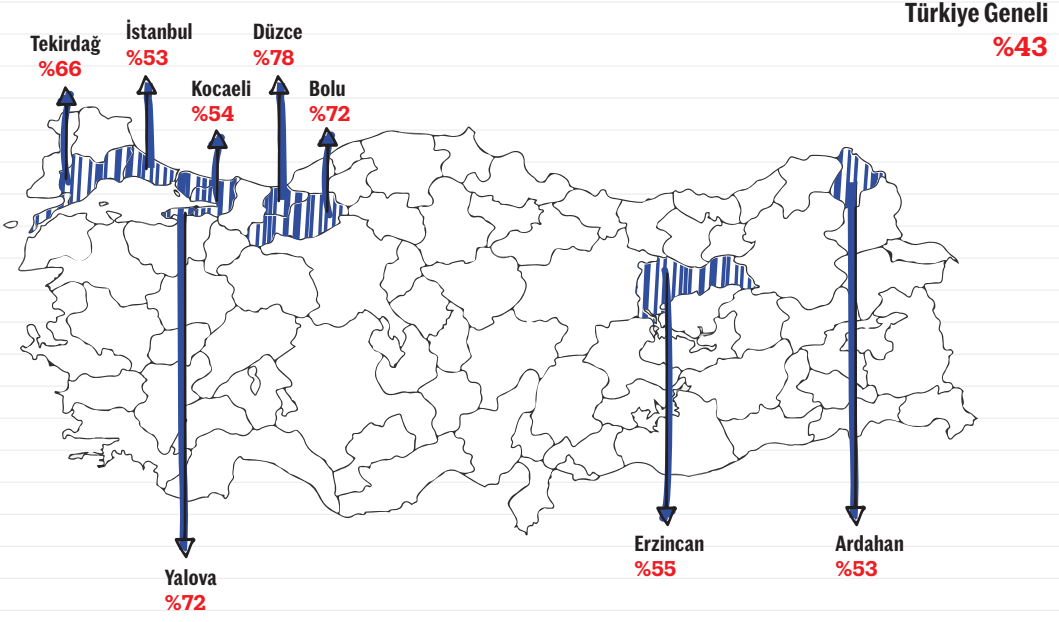 Türkiye Geneli
%43
Tekirdağ
%66
İstanbul
%53
Düzce
%78
Kocaeli
%54
Bolu
%72
Yalova
%72
Erzincan
%55
Ardahan
%53